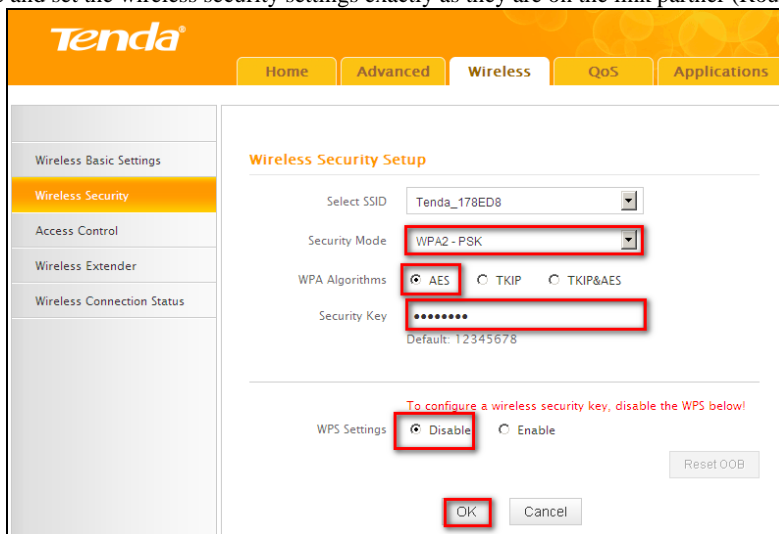 and set the wireless security settings exactly as they are on the link partner
Tenda®
Home Advanced Wireless QoS Applications
Wireless Basic Settings
Wireless Security
Access Control
Wireless Extender
Wireless Connection Status
Wireless Security Setup
Select SSID Tenda_178ED8
Security Mode WPA2 - PSK
WPA Algorithms AES TKIP TKIP&AES
Security Key ••••••••
Default: 12345678
To configure a wireless security key, disable the WPS below!
WPS Settings Disable Enable
Reset OOB
OK Cancel